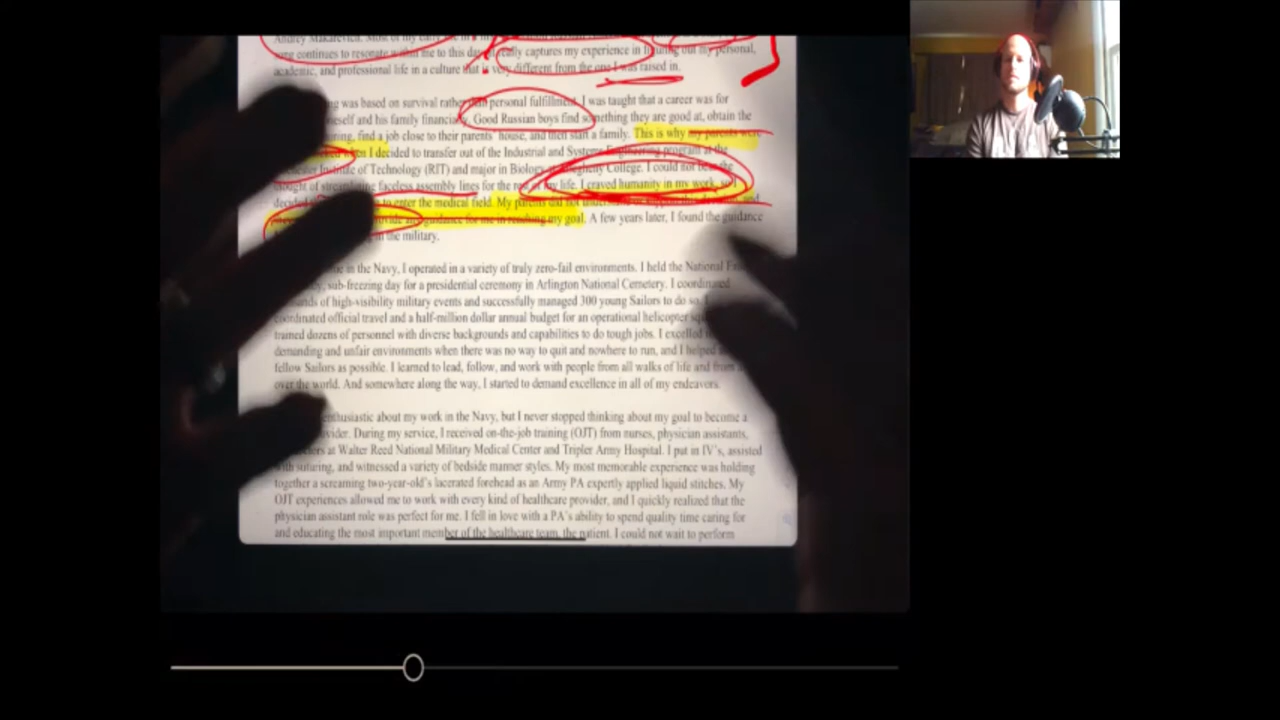 Andrey Makarevich. Most of my
continues to resonate within me to this day captures my experience in figuring out my personal,
academic, and professional life in a culture that is very different from the one I was raised in.
was based on survival rather than personal fulfillment. I was taught that a career was for
and his family financially. Good Russian boys find something they are good at, obtain the
find a job close to their parents' house, and then start a family. This is why my parents were
when I decided to transfer out of the Industrial and Systems Engineering program at the
Institute of Technology (RIT) and major in Biology at Allegheny College. I could not bear the
thought of streamlining faceless assembly lines for the rest of my life. I craved humanity in my work, so I
decided to enter the medical field. My parents did not
guidance for me in reaching my goal. A few years later, I found the guidance
in the military.
in the Navy, I operated in a variety of truly zero-fail environments. I held the National
sub-freezing day for a presidential ceremony in Arlington National Cemetery. I coordinated
of high-visibility military events and successfully managed 300 young Sailors to do so. I
coordinated official travel and a half-million dollar annual budget for an operational helicopter
trained dozens of personnel with diverse backgrounds and capabilities to do tough jobs. I excelled
demanding and unfair environments when there was no way to quit and nowhere to run, and I helped
fellow Sailors as possible. I learned to lead, follow, and work with people from all walks of life and from
over the world. And somewhere along the way, I started to demand excellence in all of my endeavors.
enthusiastic about my work in the Navy, but I never stopped thinking about my goal to become a
During my service, I received on-the-job training (OJT) from nurses, physician assistants,
at Walter Reed National Military Medical Center and Tripler Army Hospital. I put in IV's, assisted
with suturing, and witnessed a variety of bedside manner styles. My most memorable experience was holding
together a screaming two-year-old's lacerated forehead as an Army PA expertly applied liquid stitches. My
OJT experiences allowed me to work with every kind of healthcare provider, and I quickly realized that the
physician assistant role was perfect for me. I fell in love with a PA's ability to spend quality time caring for
and educating the most important member of the healthcare team, the patient. I could not wait to perform